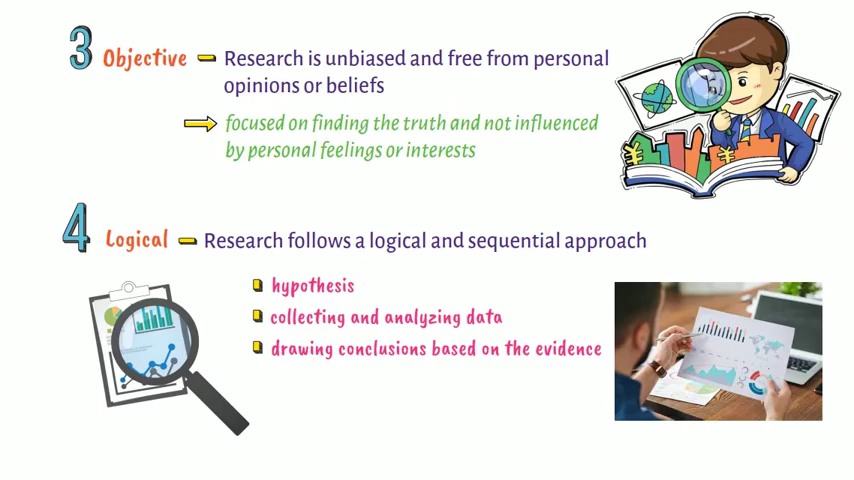 3 Objective – Research is unbiased and free from personal
opinions or beliefs
focused on finding the truth and not influenced
by personal feelings or interests
4 Logical – Research follows a logical and sequential approach
hypothesis
collecting and analyzing data
drawing conclusions based on the evidence